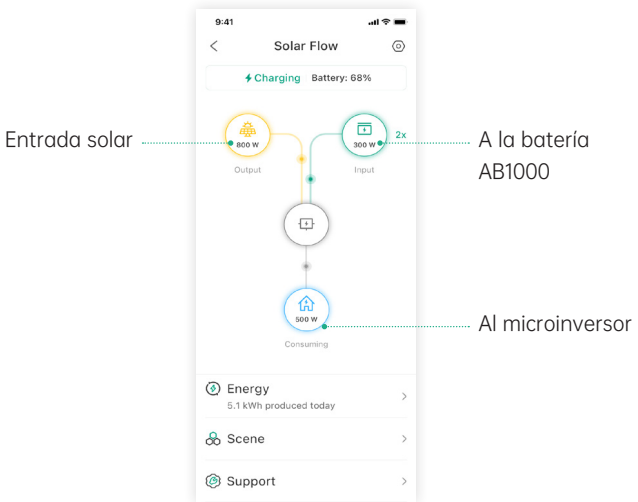 9:41
Solar Flow
Charging Battery: 68%
Entrada solar
800 W
Output
300 W
2x
Input
A la batería
AB1000
500 W
Consuming
Al microinversor
Energy
5.1 kWh produced today
Scene
Support